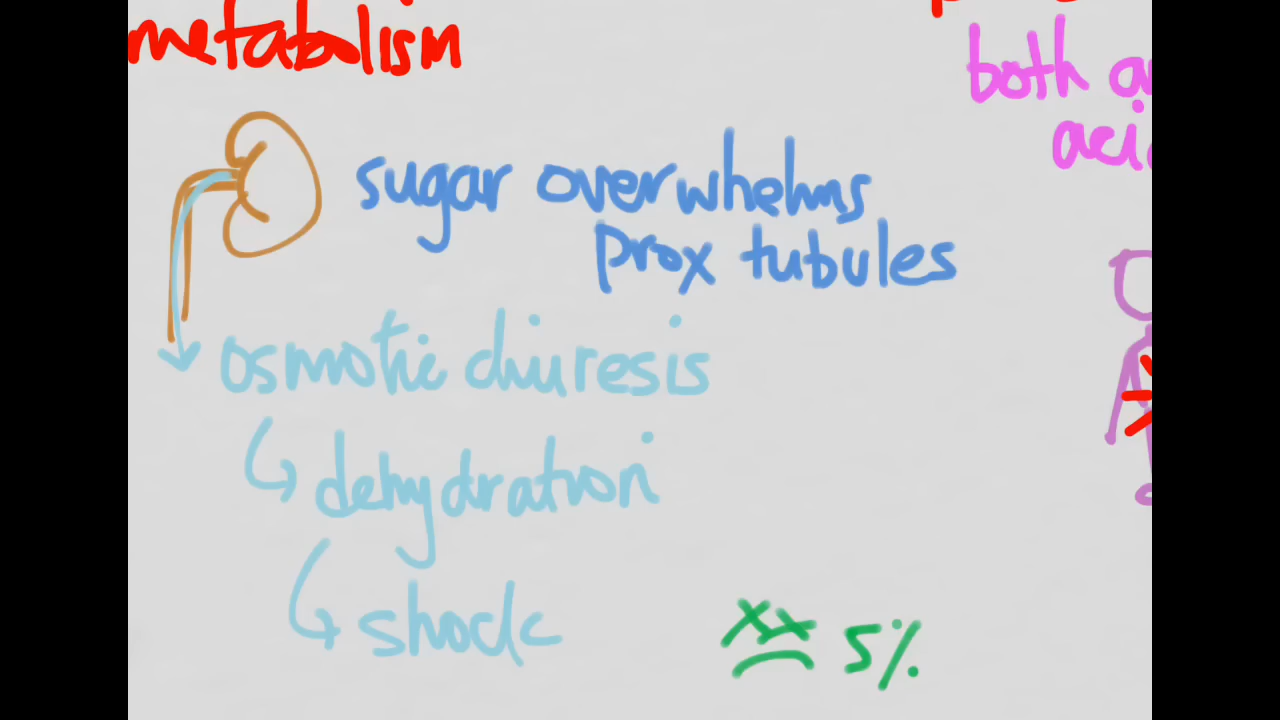 metabolism
both
sugar overwhelms
prox tubules
osmotic diuresis
dehydration
shock
5%